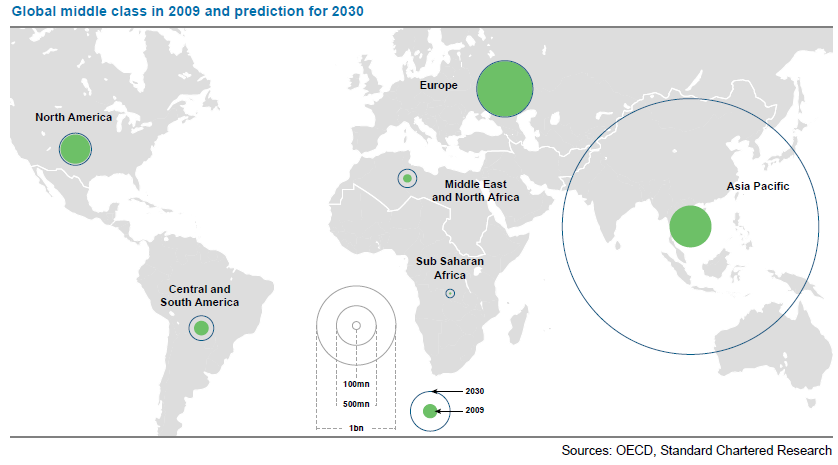 Global middle class in 2009 and prediction for 2030
Europe
North America
Middle East
and North Africa
Asia Pacific
Sub Saharan
Africa
Central and
South America
100mn
500mn
1bn
2030
2009
Sources: OECD, Standard Chartered Research